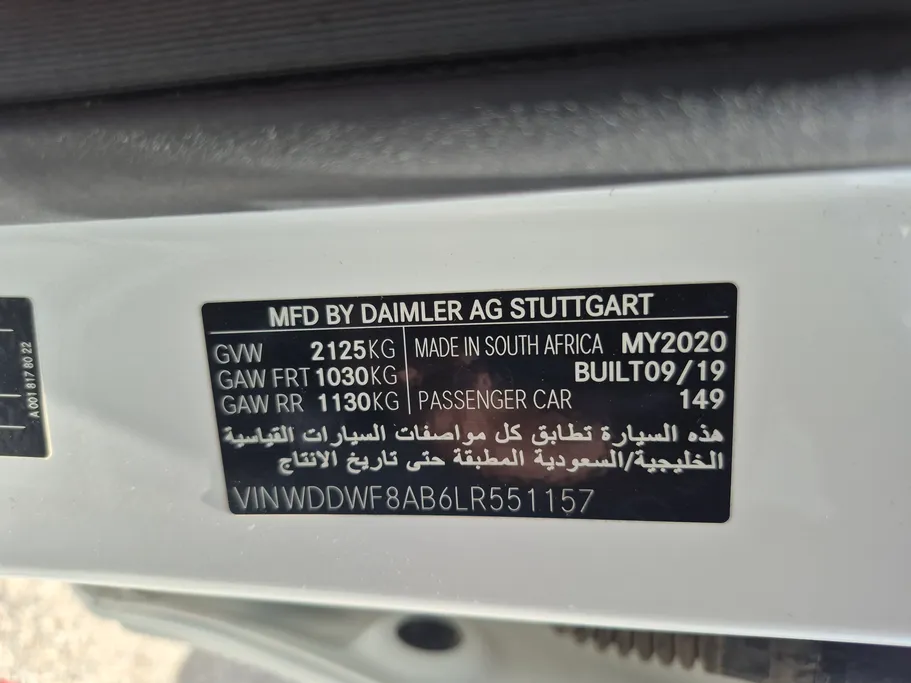 MFD BY DAIMLER AG STUTTGART
GVW 2125KG MADE IN SOUTH AFRICA MY2020
GAW FRT 1030KG BUILT09/19
GAW RR 1130KG PASSENGER CAR 149
هذه السيارة تطابق كل مواصفات السيارات القياسية
الخليجية/السعودية المطبقة حتى تاريخ الانتاج
VINWDDWF8AB6LR551157
A 001 817 80 22